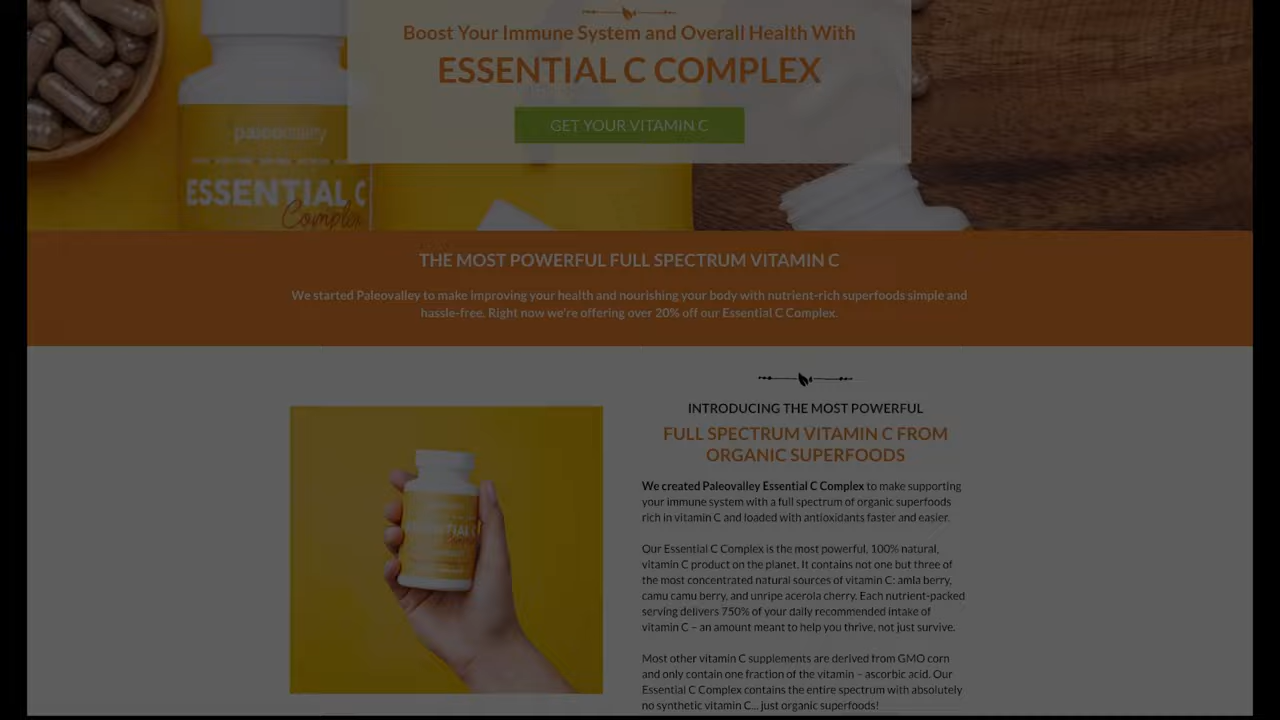 Boost Your Immune System and Overall Health With
ESSENTIAL C COMPLEX
GET YOUR VITAMIN C
paleovalley
ESSENTIAL C
Complex
THE MOST POWERFUL FULL SPECTRUM VITAMIN C
We started Paleovalley to make improving your health and nourishing your body with nutrient-rich superfoods simple and
hassle-free. Right now we're offering over 20% off our Essential C Complex.
INTRODUCING THE MOST POWERFUL
FULL SPECTRUM VITAMIN C FROM
ORGANIC SUPERFOODS
We created Paleovalley Essential C Complex to make supporting
your immune system with a full spectrum of organic superfoods
rich in vitamin C and loaded with antioxidants faster and easier.
Our Essential C Complex is the most powerful, 100% natural,
vitamin C product on the planet. It contains not one but three of
the most concentrated natural sources of vitamin C: amla berry,
camu camu berry, and unripe acerola cherry. Each nutrient-packed
serving delivers 750% of your daily recommended intake of
vitamin C – an amount meant to help you thrive, not just survive.
Most other vitamin C supplements are derived from GMO corn
and only contain one fraction of the vitamin – ascorbic acid. Our
Essential C Complex contains the entire spectrum with absolutely
no synthetic vitamin C... just organic superfoods!